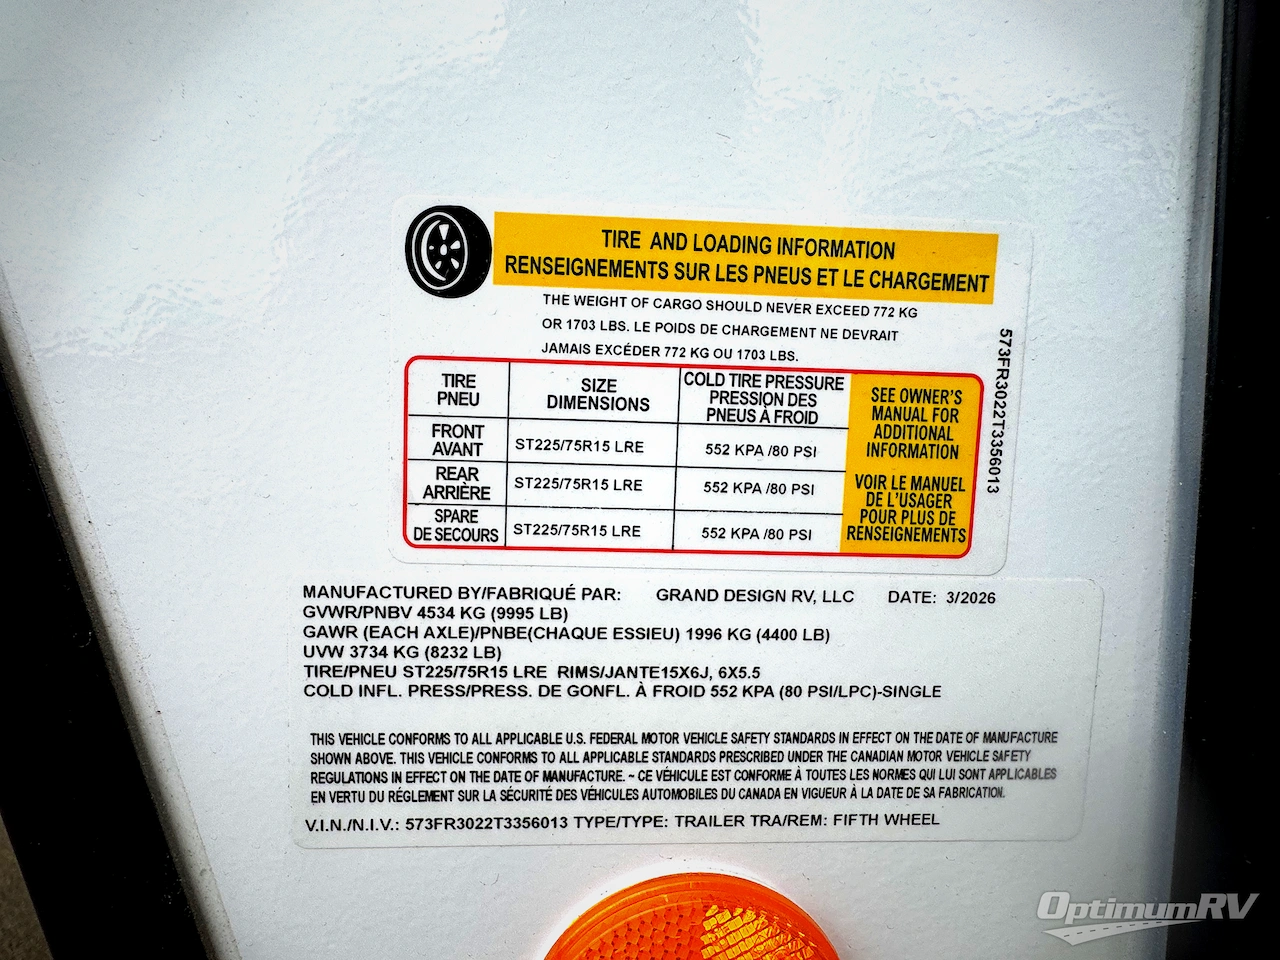 TIRE AND LOADING INFORMATION
RENSEIGNEMENTS SUR LES PNEUS ET LE CHARGEMENT
THE WEIGHT OF CARGO SHOULD NEVER EXCEED 772 KG
OR 1703 LBS. LE POIDS DE CHARGEMENT NE DEVRAIT
JAMAIS EXCÉDER 772 KG OU 1703 LBS.
TIRE
PNEU
SIZE
DIMENSIONS
COLD TIRE PRESSURE
PRESSION DES
PNEUS À FROID
FRONT
AVANT
ST225/75R15 LRE
552 KPA /80 PSI
REAR
ARRIÈRE
ST225/75R15 LRE
552 KPA /80 PSI
SPARE
DE SECOURS
ST225/75R15 LRE
552 KPA /80 PSI
SEE OWNER'S
MANUAL FOR
ADDITIONAL
INFORMATION
VOIR LE MANUEL
DE L'USAGER
POUR PLUS DE
RENSEIGNEMENTS
573FR3022T3356013
MANUFACTURED BY/FABRIQUÉ PAR: GRAND DESIGN RV, LLC DATE: 3/2026
GVWR/PNBV 4534 KG (9995 LB)
GAWR (EACH AXLE)/PNBE(CHAQUE ESSIEU) 1996 KG (4400 LB)
UVW 3734 KG (8232 LB)
TIRE/PNEU ST225/75R15 LRE RIMS/JANTE15X6J, 6X5.5
COLD INFL. PRESS/PRESS. DE GONFL. À FROID 552 KPA (80 PSI/LPC)-SINGLE
THIS VEHICLE CONFORMS TO ALL APPLICABLE U.S. FEDERAL MOTOR VEHICLE SAFETY STANDARDS IN EFFECT ON THE DATE OF MANUFACTURE
SHOWN ABOVE. THIS VEHICLE CONFORMS TO ALL APPLICABLE STANDARDS PRESCRIBED UNDER THE CANADIAN MOTOR VEHICLE SAFETY
REGULATIONS IN EFFECT ON THE DATE OF MANUFACTURE. ~ CE VÉHICULE EST CONFORME À TOUTES LES NORMES QUI LUI SONT APPLICABLES
EN VERTU DU RÉGLEMENT SUR LA SÉCURITÉ DES VÉHICULES AUTOMOBILES DU CANADA EN VIGUEUR À LA DATE DE SA FABRICATION.
V.I.N./N.I.V.: 573FR3022T3356013 TYPE/TYPE: TRAILER TRA/REM: FIFTH WHEEL
OptimumRV